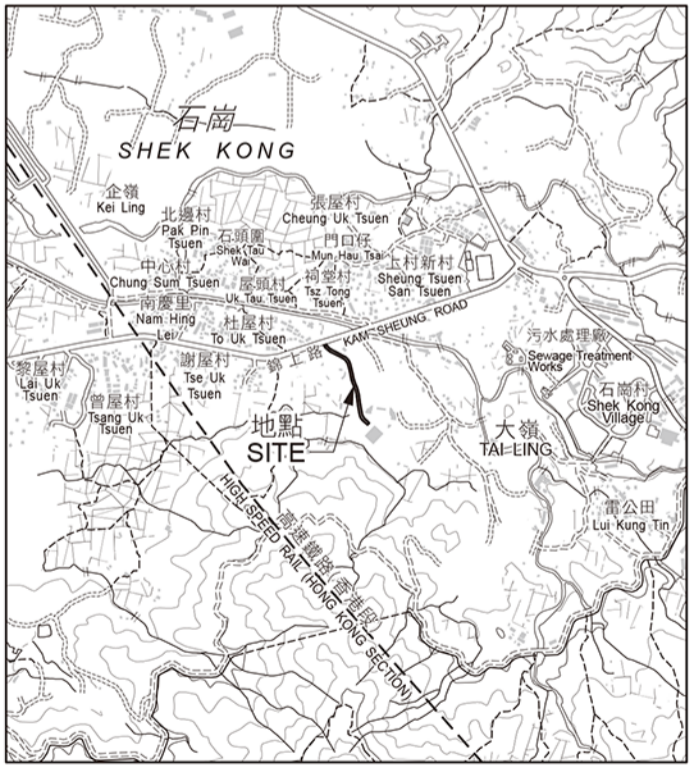 石崗
SHEK KONG
企嶺
Kei Ling
北邊村
Pak Pin
Tsuen
石頭圍
Shek Tau
Wai
張屋村
Cheung Uk Tsuen
門口仔
Mun Hau Tsai
上村新村
Sheung Tsuen
San Tsuen
中心村
Chung Sum Tsuen
屋頭村
Uk Tau Tsuen
祠堂村
Tsz Tong
Tsuen
南慶里
Nam Hing
Lei
杜屋村
To Uk Tsuen
錦上路
KAM SHEUNG ROAD
污水處理廠
Sewage Treatment
Works
黎屋村
Lai Uk
Tsuen
謝屋村
Tse Uk
Tsuen
曾屋村
Tsang Uk
Tsuen
石崗村
Shek Kong
Village
地點
SITE
大嶺
TAI LING
雷公田
Lui Kung Tin
高速鐵路(香港段)
HIGH SPEED RAIL (HONG KONG SECTION)